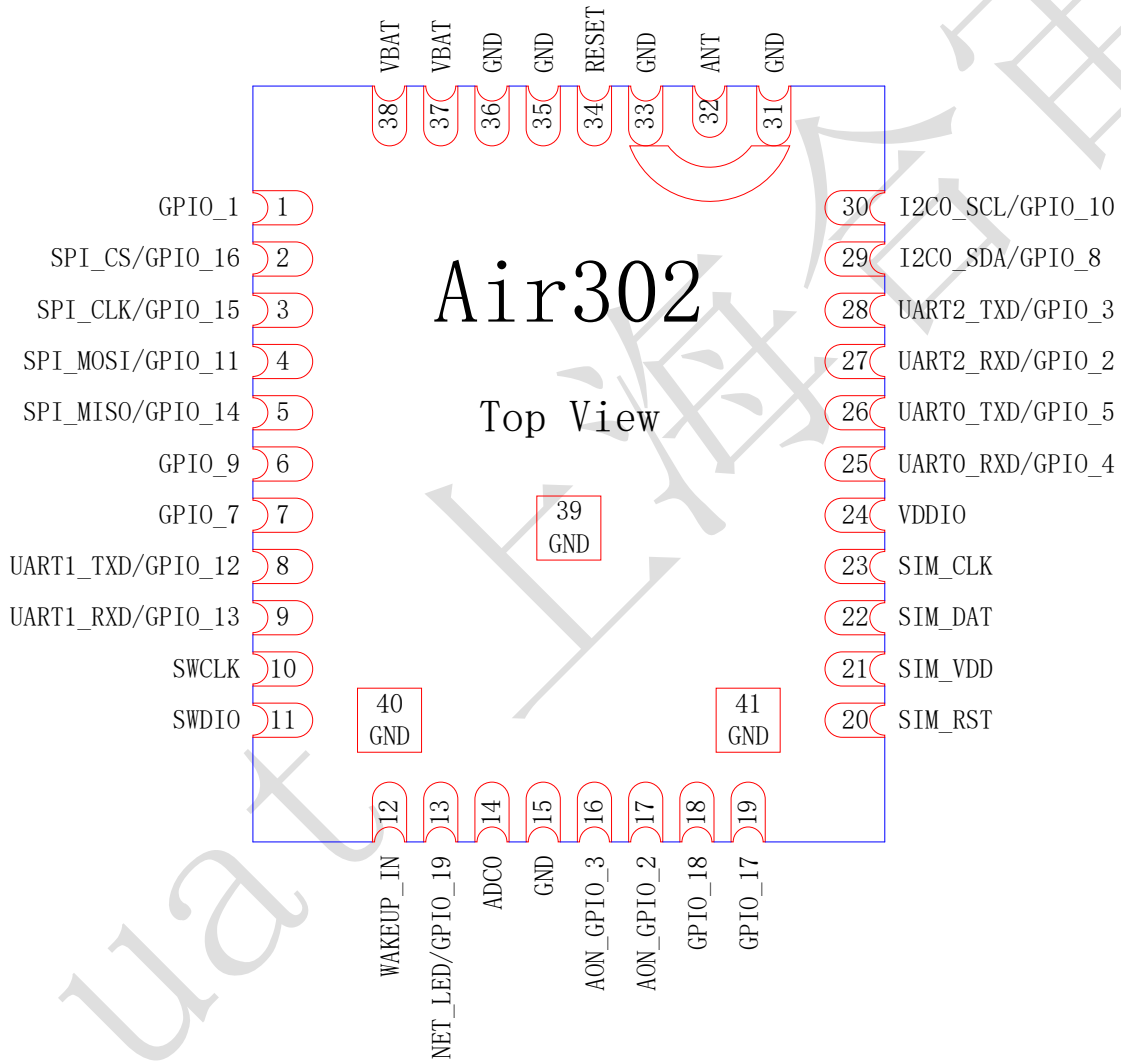 VBAT VBAT GND GND RESET GND ANT GND
38 37 36 35 34 33 32 31
GPIO_1 1 30 I2C0_SCL/GPIO_10
SPI_CS/GPIO_16 2 29 I2C0_SDA/GPIO_8
SPI_CLK/GPIO_15 3 28 UART2_TXD/GPIO_3
SPI_MOSI/GPIO_11 4 27 UART2_RXD/GPIO_2
SPI_MISO/GPIO_14 5 26 UART0_TXD/GPIO_5
GPIO_9 6 25 UART0_RXD/GPIO_4
GPIO_7 7 24 VDDIO
UART1_TXD/GPIO_12 8 23 SIM_CLK
UART1_RXD/GPIO_13 9 22 SIM_DAT
SWCLK 10 21 SIM_VDD
SWDIO 11 20 SIM_RST
Air302
Top View
39
GND
40
GND
41
GND
12 13 14 15 16 17 18 19
WAKEUP_IN NET_LED/GPIO_19 ADC0 GND AON_GPIO_3 AON_GPIO_2 GPIO_18 GPIO_17
uat 上海合